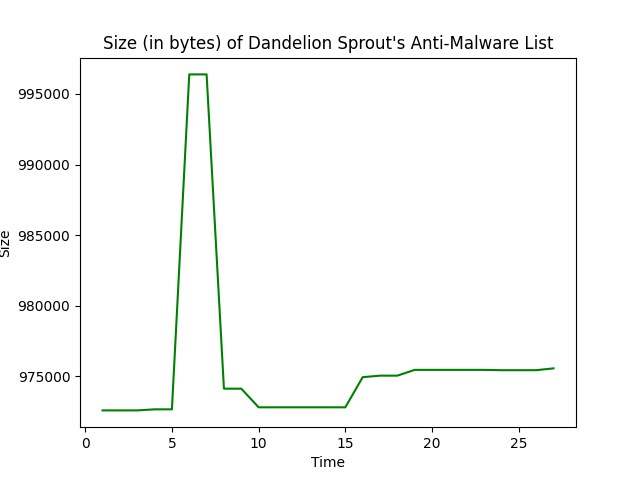 Size (in bytes) of Dandelion Sprout's Anti-Malware List
995000
990000
985000
980000
975000
Size
0 5 10 15 20 25
Time